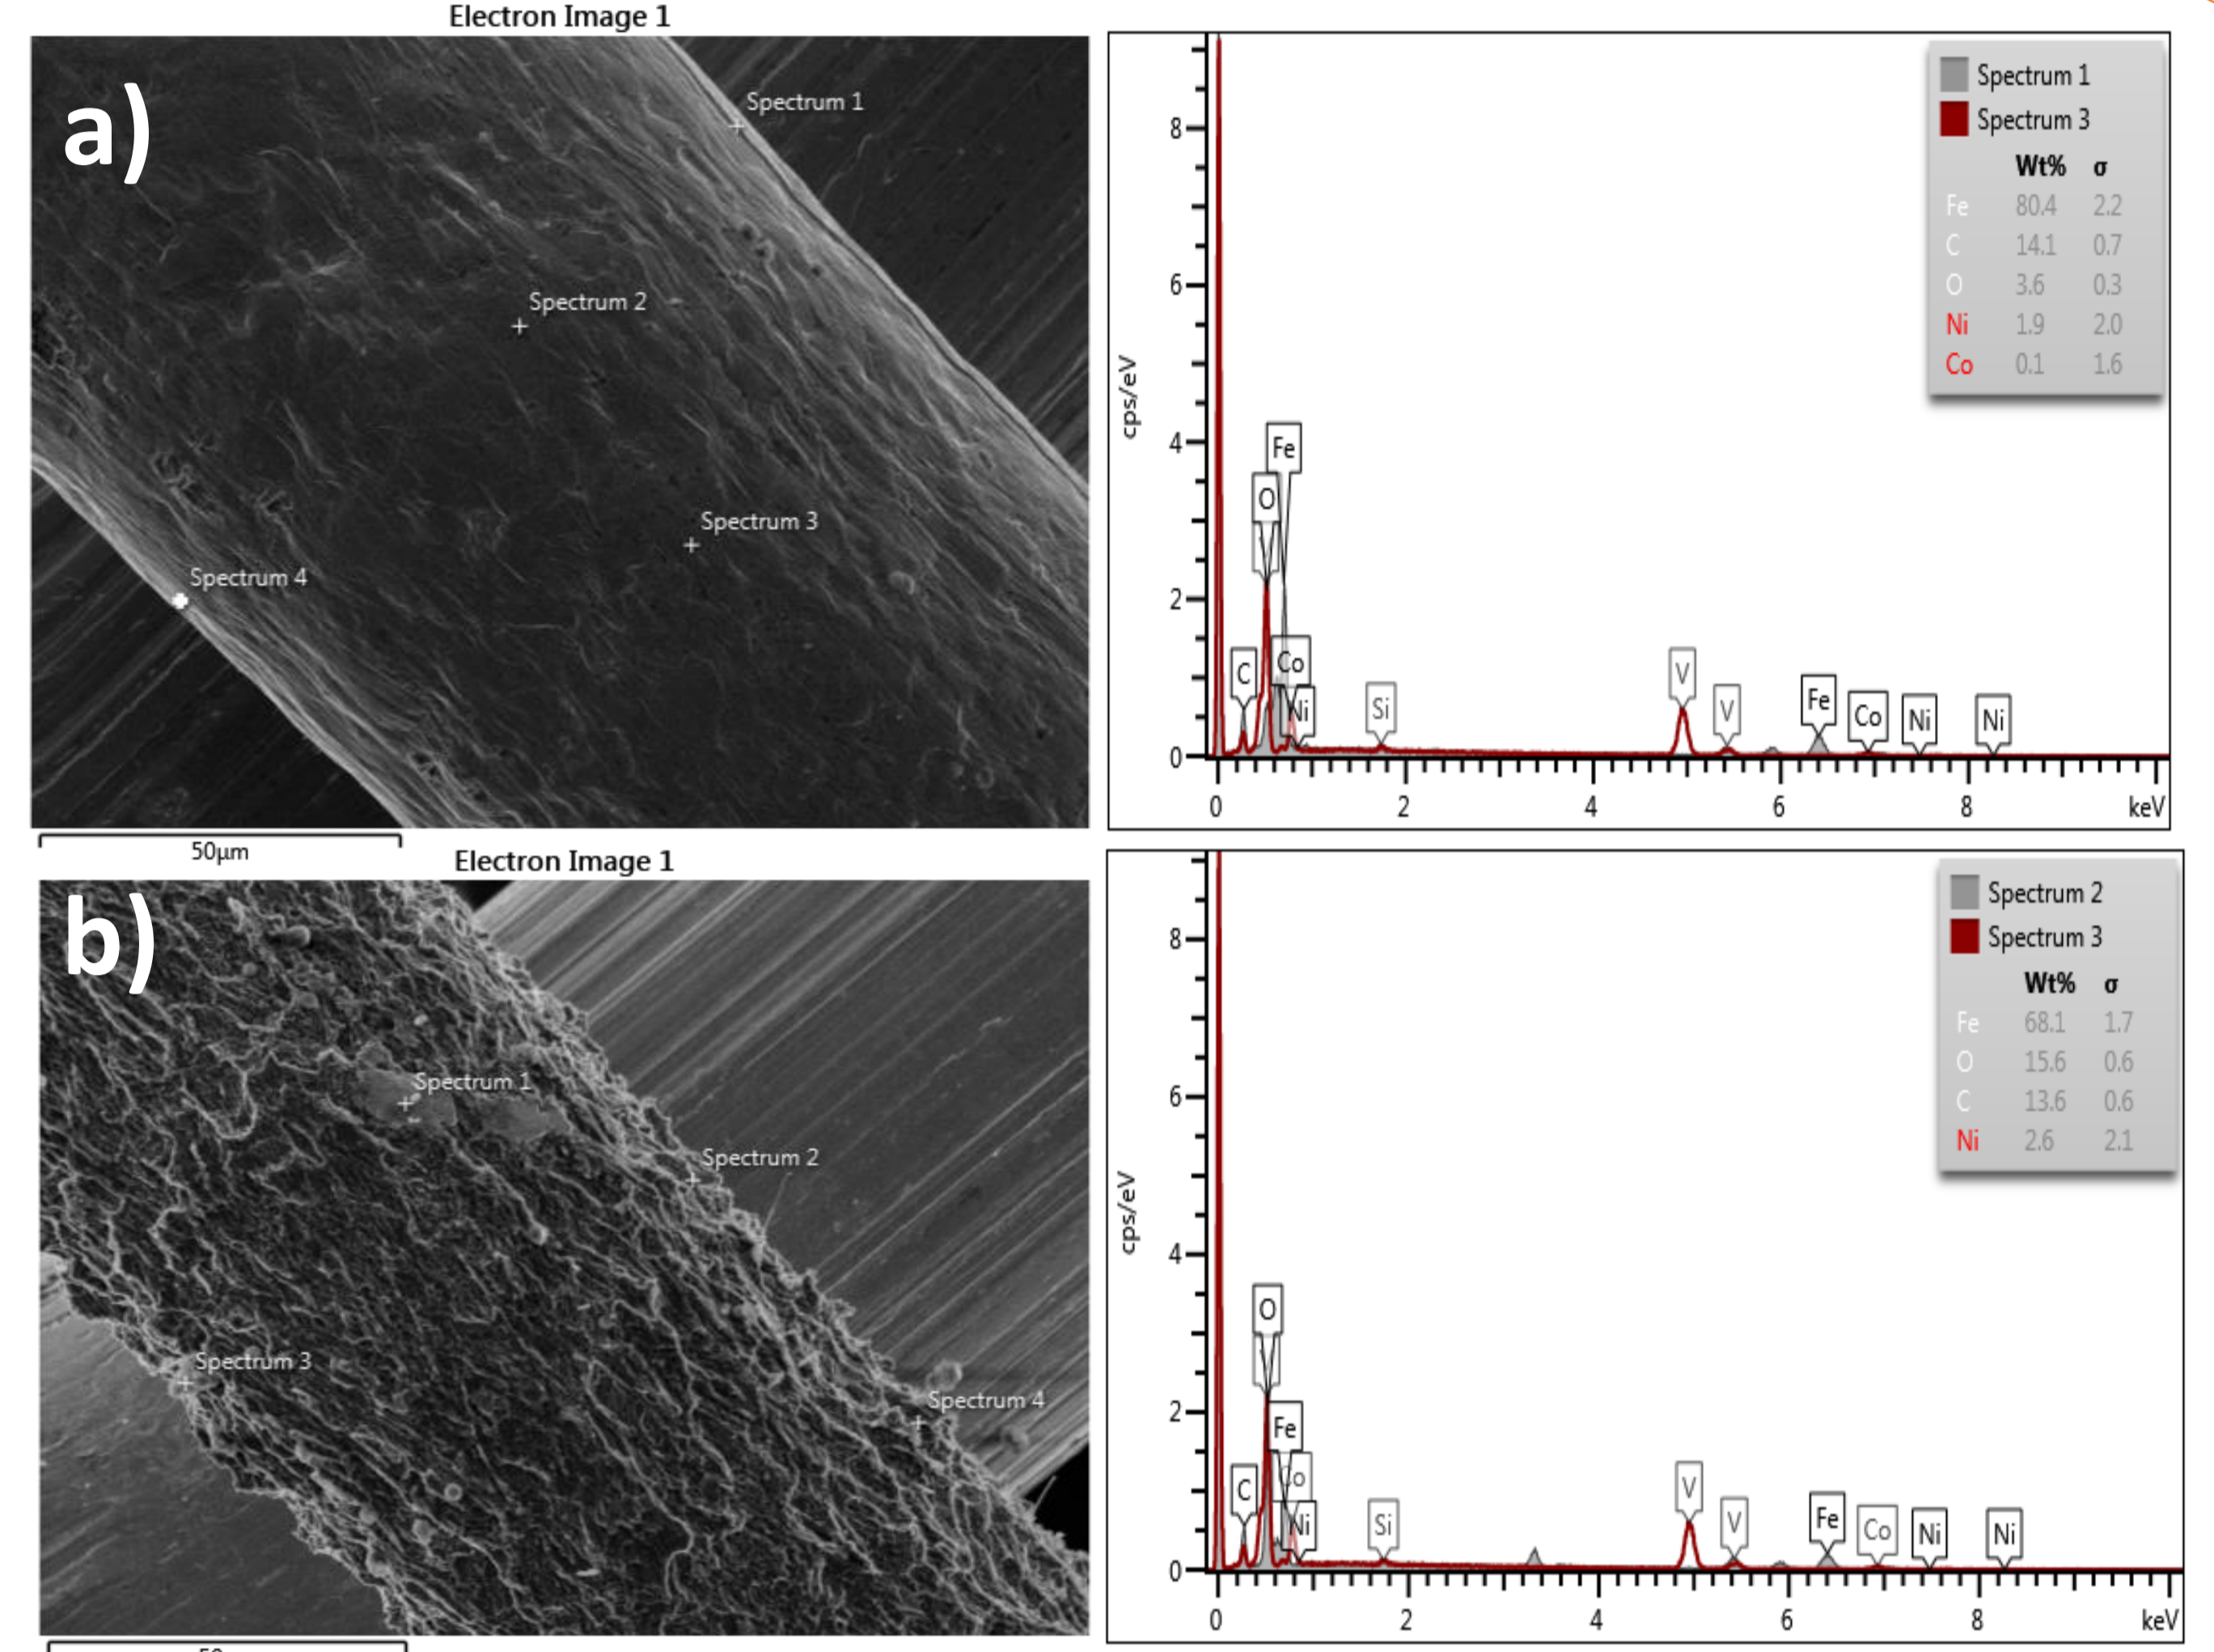 Electron Image 1
a)
Spectrum 1
Spectrum 2
Spectrum 3
Spectrum 4
50μm
cps/eV
8
6
4
2
0
Fe
O
C
Co
Ni
Si
V
V
Fe
Co
Ni
Ni
0 2 4 6 8 keV
Spectrum 1
Spectrum 3
Wt% σ
Fe 80.4 2.2
C 14.1 0.7
O 3.6 0.3
Ni 1.9 2.0
Co 0.1 1.6
Electron Image 1
b)
Spectrum 1
Spectrum 2
Spectrum 3
Spectrum 4
cps/eV
8
6
4
2
0
O
Fe
C
Ni
Si
V
V
Fe
Co
Ni
Ni
0 2 4 6 8 keV
Spectrum 2
Spectrum 3
Wt% σ
Fe 68.1 1.7
O 15.6 0.6
C 13.6 0.6
Ni 2.6 2.1